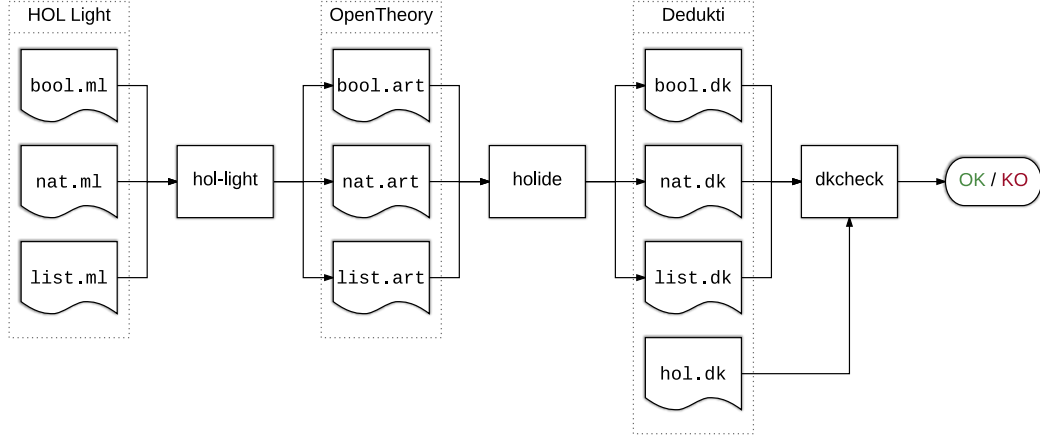 HOL Light
OpenTheory
Dedukti
bool.ml
bool.art
bool.dk
nat.ml
hol-light
nat.art
holide
nat.dk
dkcheck
OK / KO
list.ml
list.art
list.dk
hol.dk